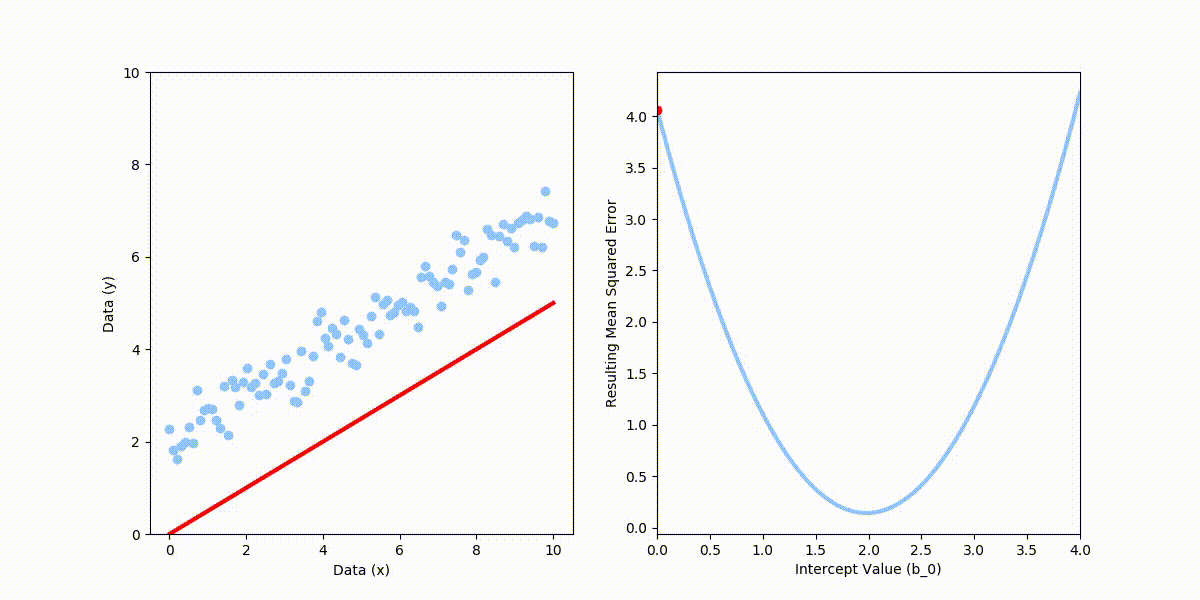 10
8
6
4
2
0
Data (y)
0 2 4 6 8 10
Data (x)
4.0
3.5
3.0
2.5
2.0
1.5
1.0
0.5
0.0
Resulting Mean Squared Error
0.0 0.5 1.0 1.5 2.0 2.5 3.0 3.5 4.0
Intercept Value (b_0)